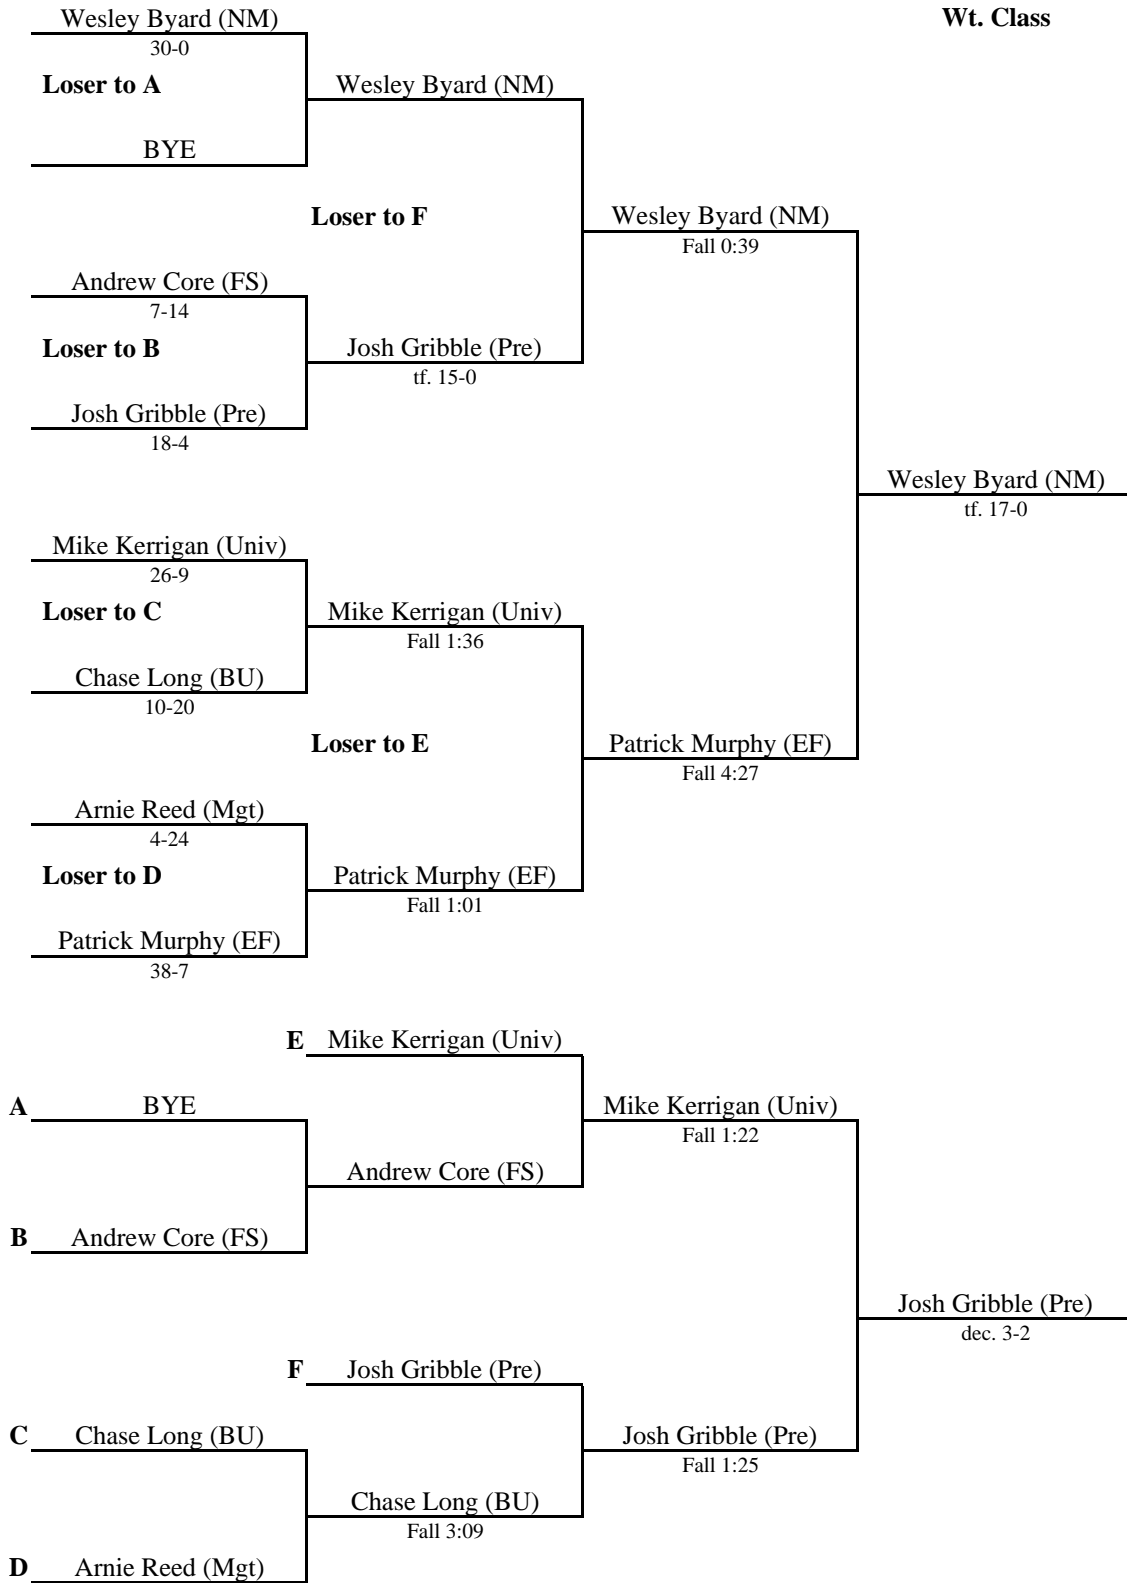 Wesley Byard (NM)
Wt. Class
30-0
Loser to A
Wesley Byard (NM)
BYE
Loser to F
Wesley Byard (NM)
Fall 0:39
Andrew Core (FS)
7-14
Loser to B
Josh Gribble (Pre)
tf. 15-0
Josh Gribble (Pre)
18-4
Wesley Byard (NM)
tf. 17-0
Mike Kerrigan (Univ)
26-9
Loser to C
Mike Kerrigan (Univ)
Fall 1:36
Chase Long (BU)
10-20
Loser to E
Patrick Murphy (EF)
Fall 4:27
Arnie Reed (Mgt)
4-24
Loser to D
Patrick Murphy (EF)
Fall 1:01
Patrick Murphy (EF)
38-7
E Mike Kerrigan (Univ)
A BYE
Mike Kerrigan (Univ)
Fall 1:22
Andrew Core (FS)
B Andrew Core (FS)
Josh Gribble (Pre)
dec. 3-2
F Josh Gribble (Pre)
C Chase Long (BU)
Josh Gribble (Pre)
Fall 1:25
Chase Long (BU)
Fall 3:09
D Arnie Reed (Mgt)